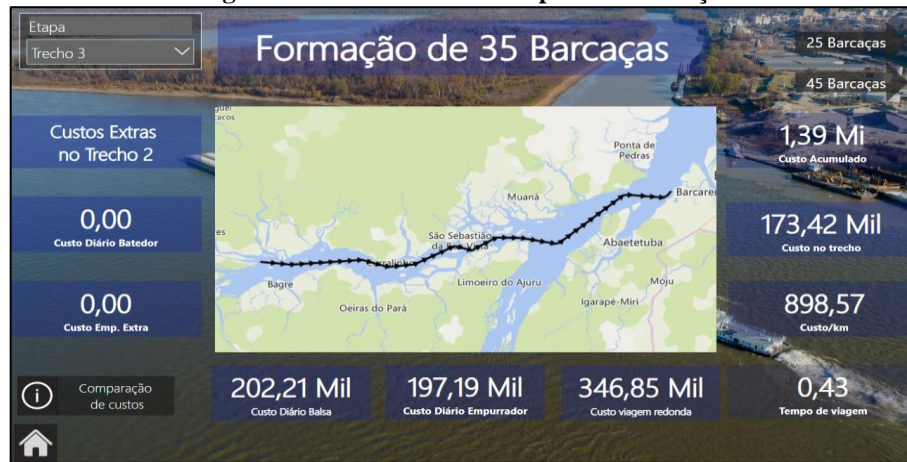 Etapa
Trecho 3
Formação de 35 Barcaças
25 Barcaças
45 Barcaças
Custos Extras
no Trecho 2
0,00
Custo Diário Batedor
0,00
Custo Emp. Extra
Ponta de
Pedras
Muaná
Barcare
São Sebastião
da Boa Vista
Abaetetuba
Bagre
Limoeiro do Ajuru
Moju
Oeiras do Pará
Igarapé-Miri
1,39 Mi
Custo Acumulado
173,42 Mil
Custo no trecho
898,57
Custo/km
Comparação
de custos
202,21 Mil
Custo Diário Balsa
197,19 Mil
Custo Diário Empurrador
346,85 Mil
Custo viagem redonda
0,43
Tempo de viagem